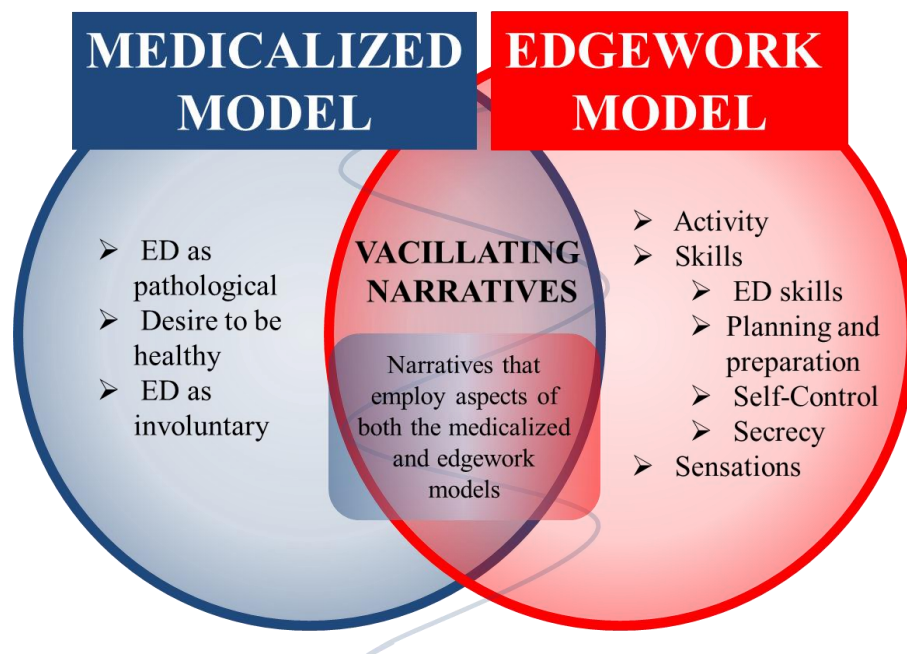 MEDICALIZED
MODEL
EDGEWORK
MODEL
➢ ED as
pathological
➢ Desire to be
healthy
➢ ED as
involuntary
VACILLATING
NARRATIVES
Narratives that
employ aspects of
both the medicalized
and edgework
models
➢ Activity
➢ Skills
➢ ED skills
➢ Planning and
preparation
➢ Self-Control
➢ Secrecy
➢ Sensations